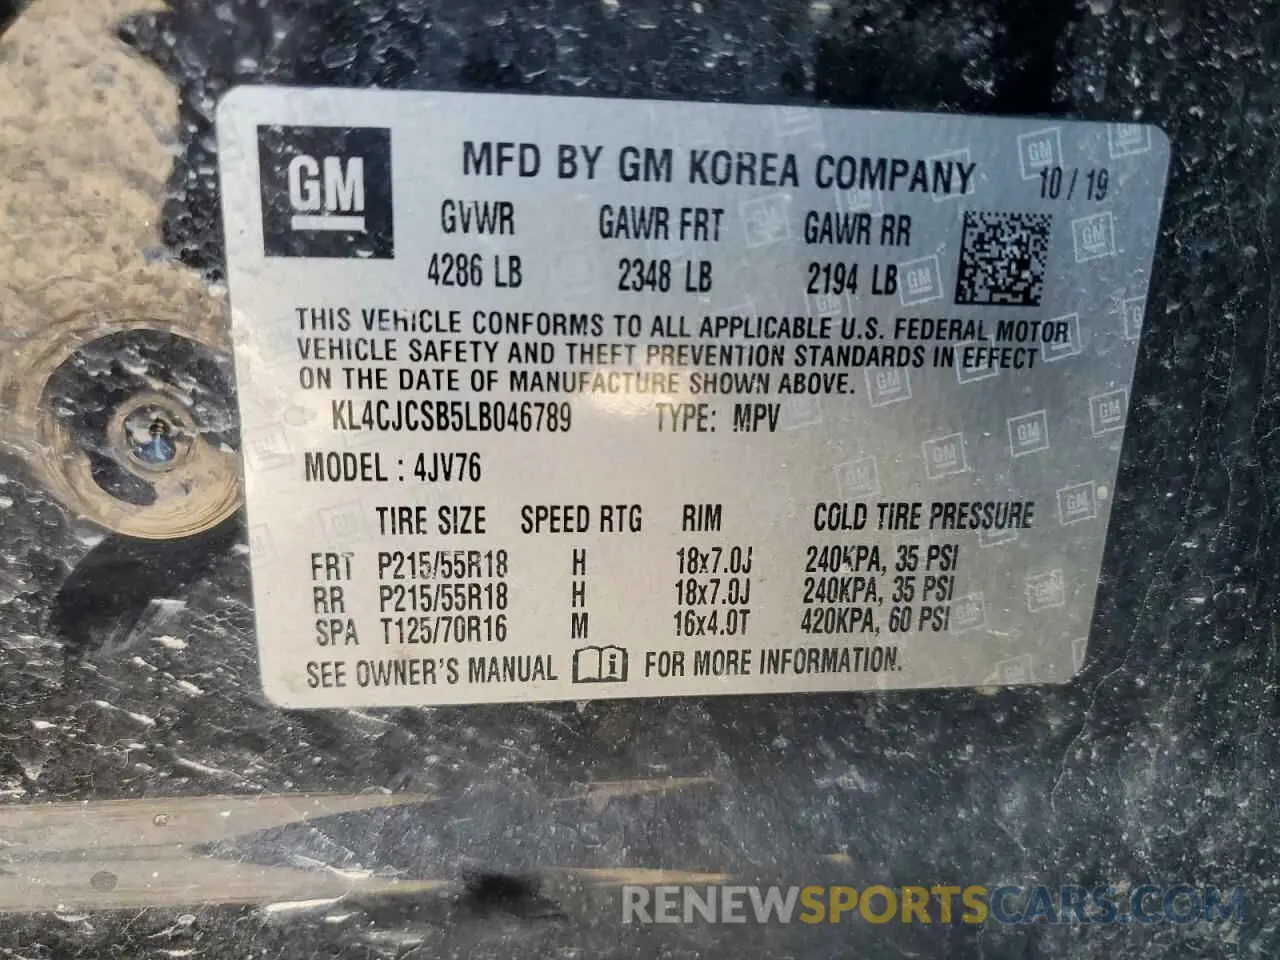 GM
MFD BY GM KOREA COMPANY 10 / 19
GVWR GAWR FRT GAWR RR
4286 LB 2348 LB 2194 LB
THIS VEHICLE CONFORMS TO ALL APPLICABLE U.S. FEDERAL MOTOR
VEHICLE SAFETY AND THEFT PREVENTION STANDARDS IN EFFECT
ON THE DATE OF MANUFACTURE SHOWN ABOVE.
KL4CJCSB5LB046789 TYPE: MPV
MODEL : 4JV76
TIRE SIZE SPEED RTG RIM COLD TIRE PRESSURE
FRT P215/55R18 H 18x7.0J 240KPA, 35 PSI
RR P215/55R18 H 18x7.0J 240KPA, 35 PSI
SPA T125/70R16 M 16x4.0T 420KPA, 60 PSI
SEE OWNER'S MANUAL FOR MORE INFORMATION.
RENEWSPORTSCARS.COM